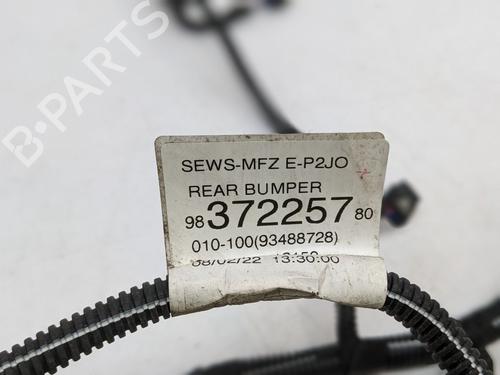 SEWS-MFZ E-P2JO
REAR BUMPER
98 372257 80
010-100(93488728)
08/02/22 13:30:00
B-PARTS